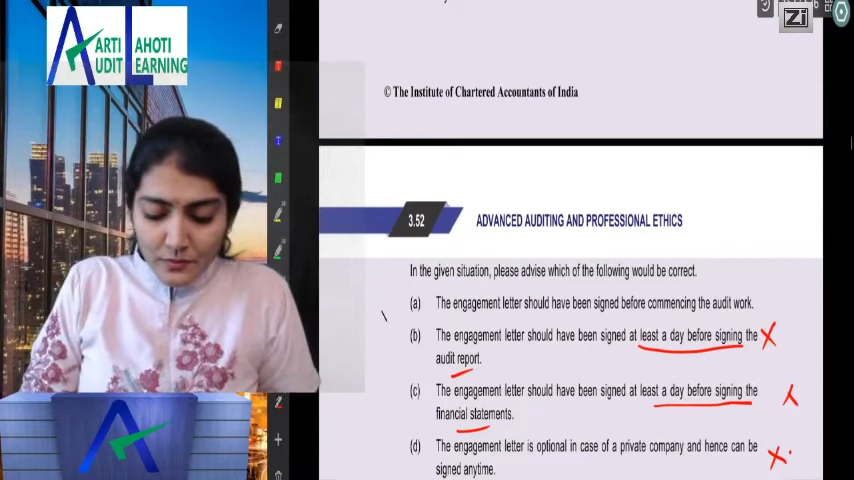 ARTI AHOTI
UDIT EARNING
Zi
© The Institute of Chartered Accountants of India
3.52 ADVANCED AUDITING AND PROFESSIONAL ETHICS
In the given situation, please advise which of the following would be correct.
(a) The engagement letter should have been signed before commencing the audit work.
(b) The engagement letter should have been signed at least a day before signing the
audit report.
(c) The engagement letter should have been signed at least a day before signing the
financial statements.
(d) The engagement letter is optional in case of a private company and hence can be
signed anytime.